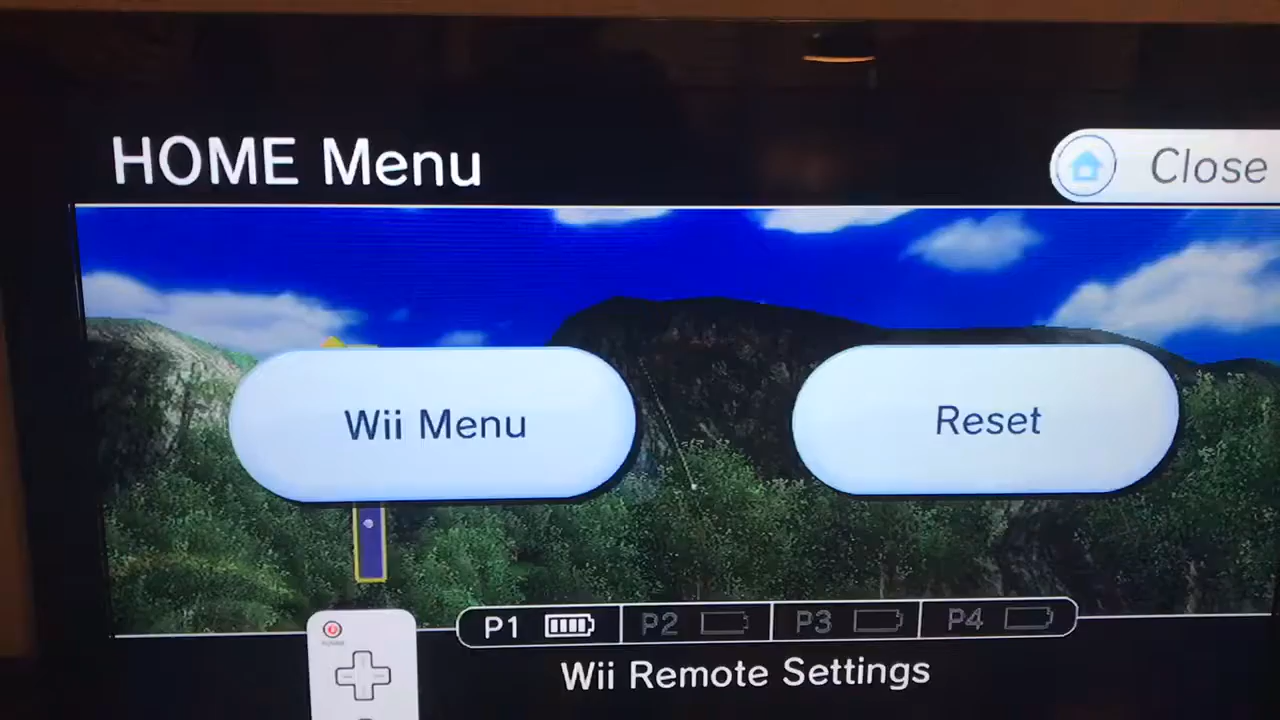 HOME Menu
Close
Wii Menu
Reset
P1 P2 P3 P4
Wii Remote Settings